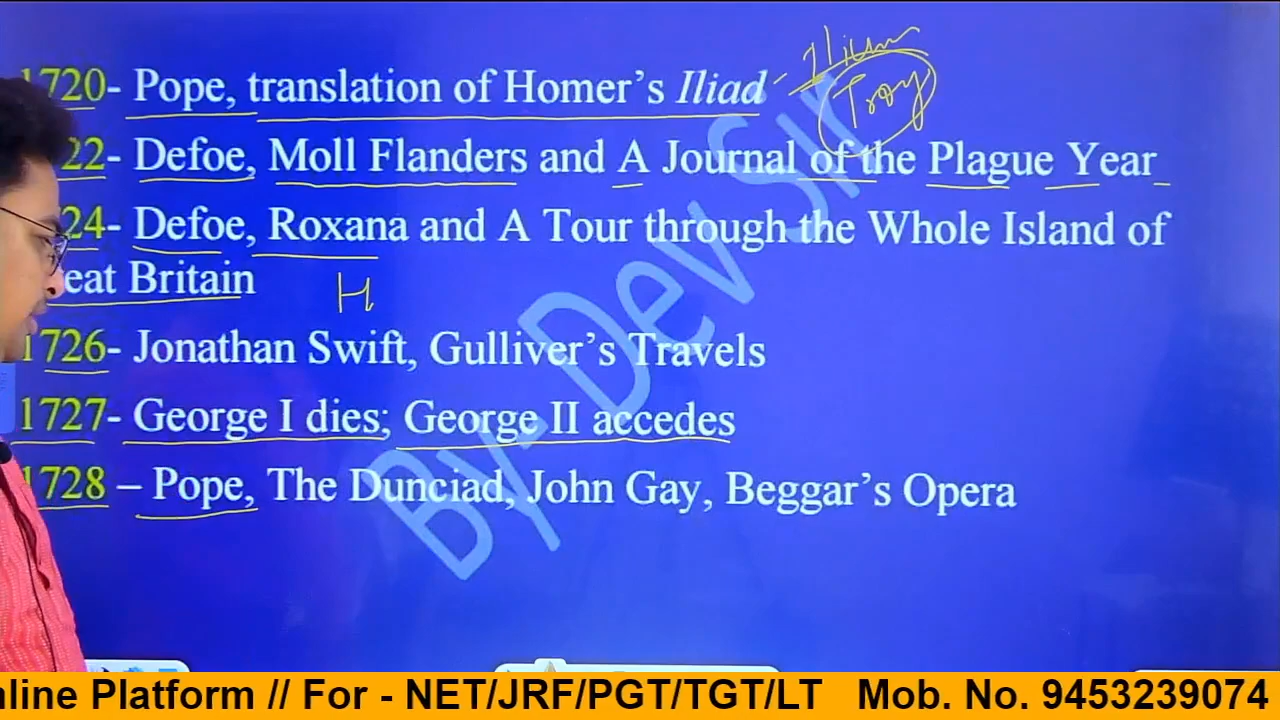 Ilium
1720- Pope, translation of Homer’s Iliad -
Troy
22- Defoe, Moll Flanders and A Journal of the Plague Year
24- Defoe, Roxana and A Tour through the Whole Island of
eat Britain
H
1726- Jonathan Swift, Gulliver’s Travels
1727- George I dies; George II accedes
1728 – Pope, The Dunciad, John Gay, Beggar’s Opera
By- Dev Sir
nline Platform // For - NET/JRF/PGT/TGT/LT Mob. No. 9453239074